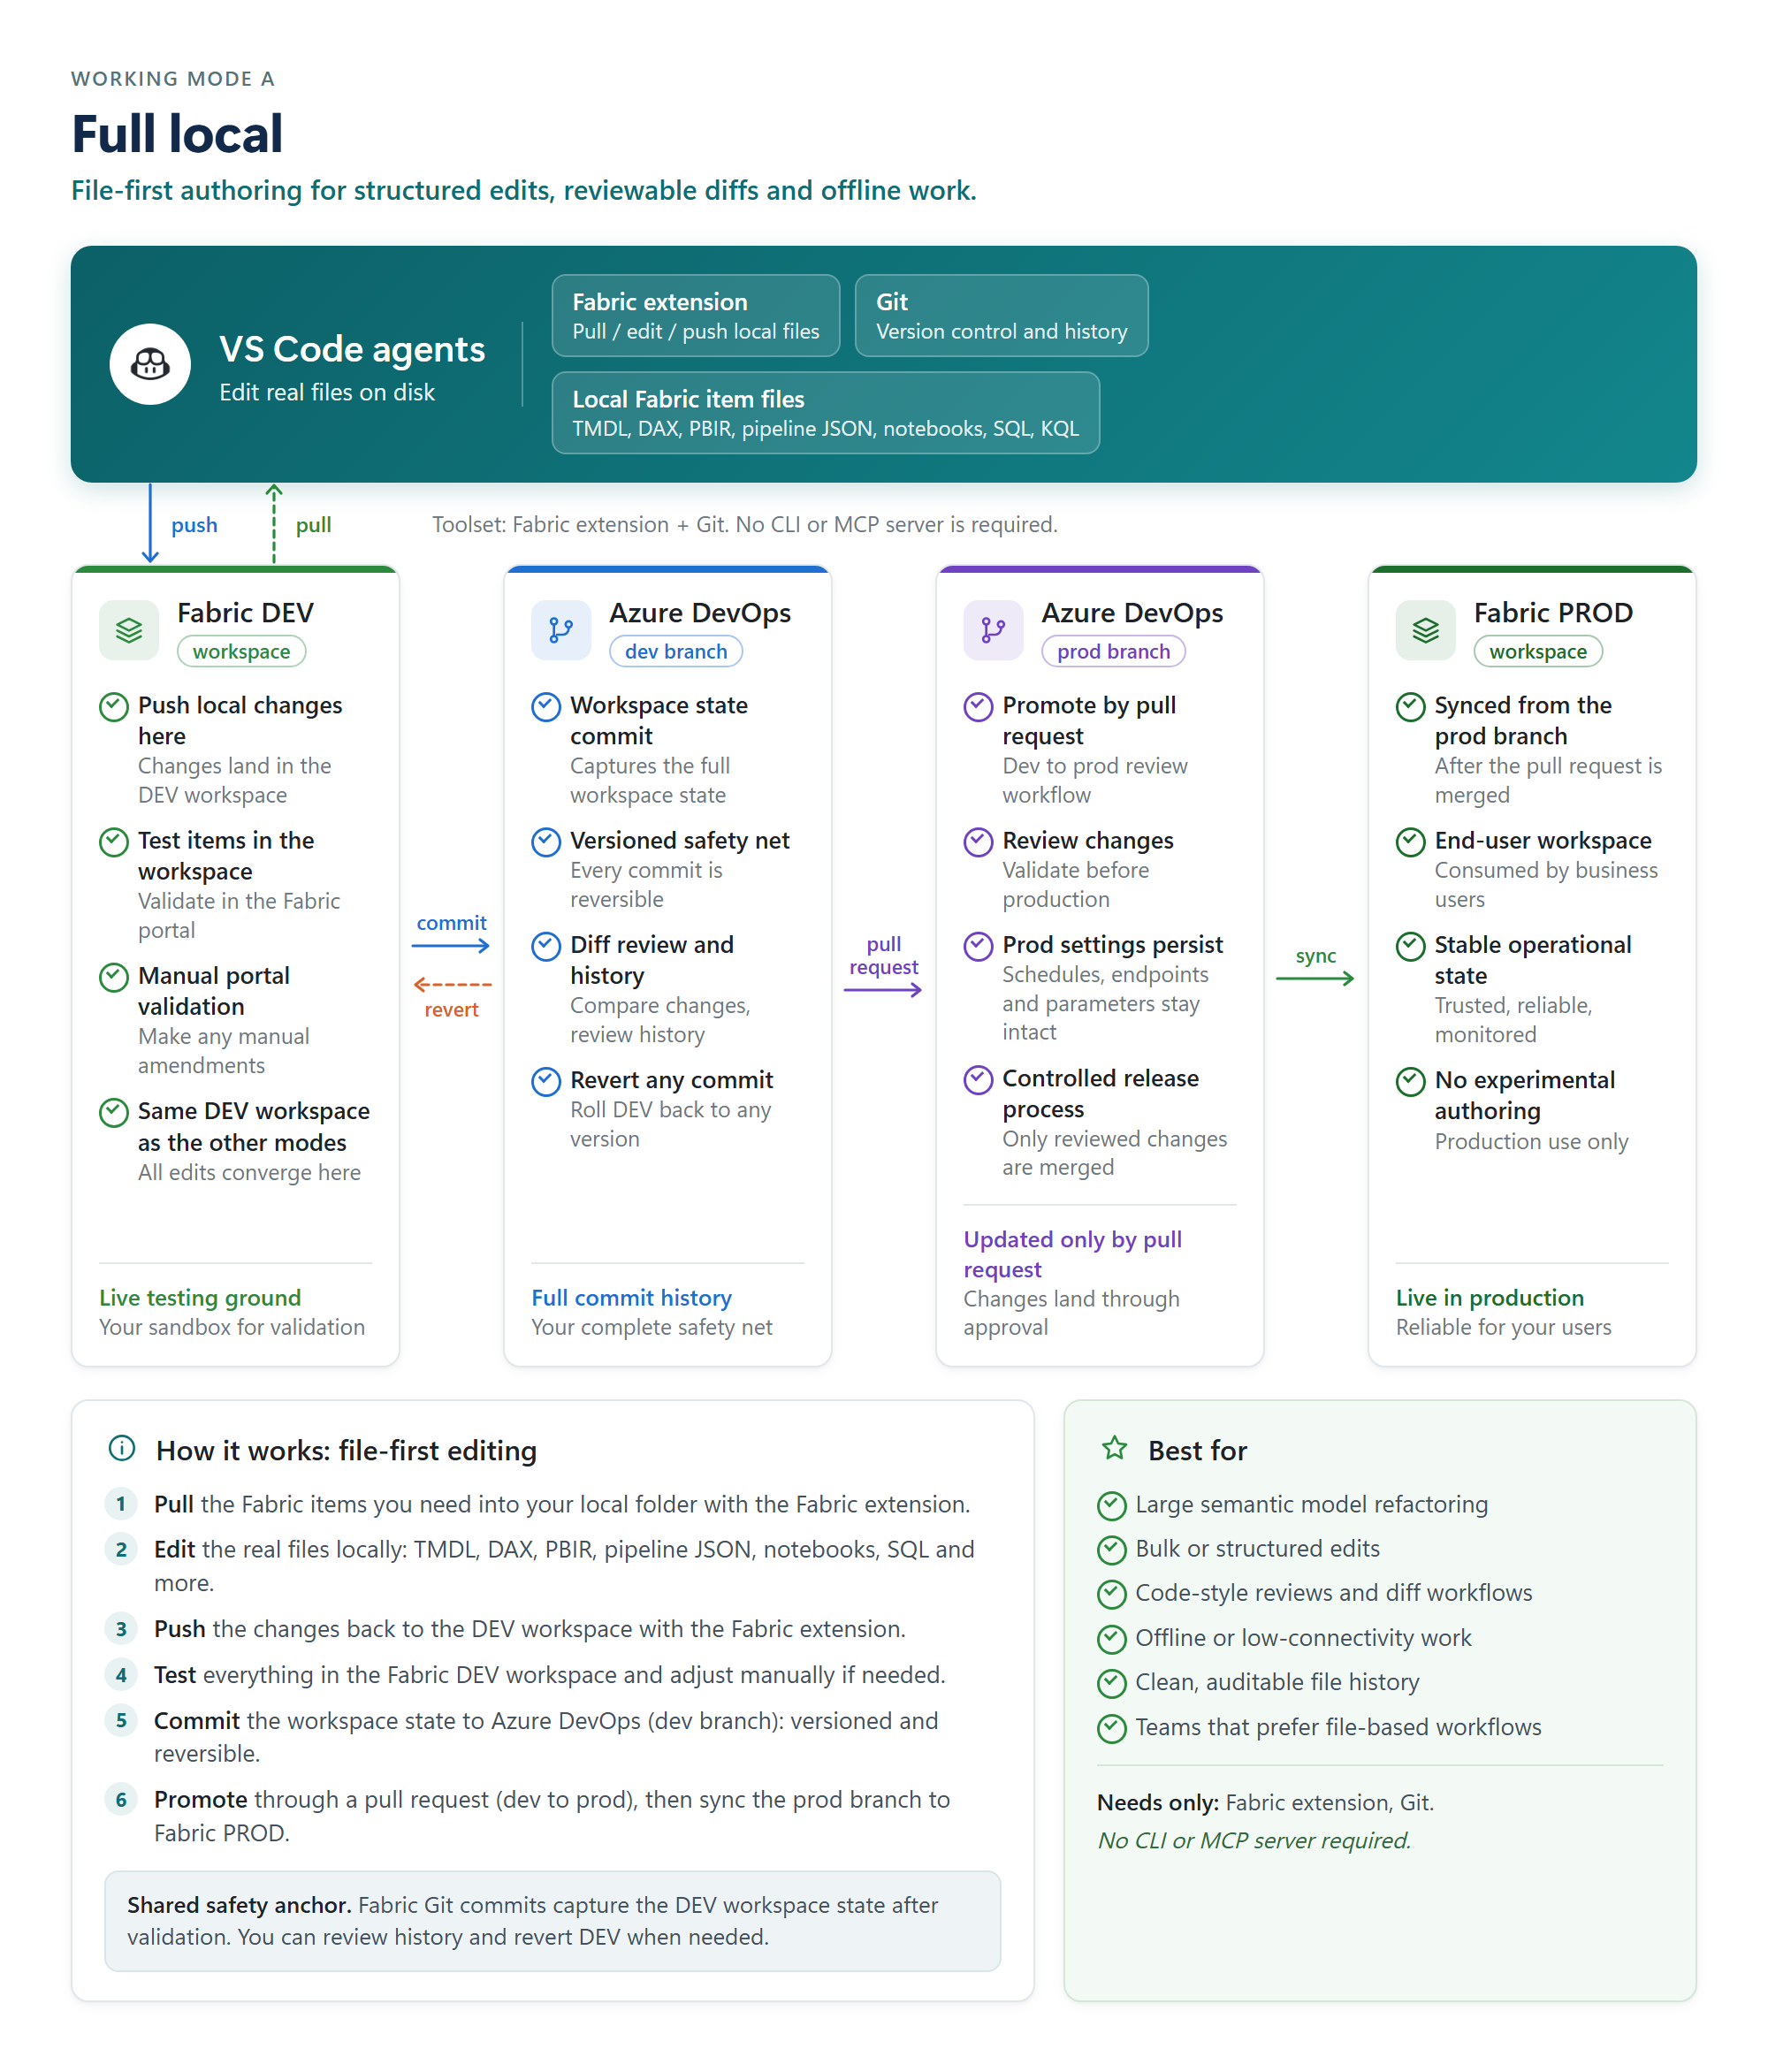 WORKING MODE A
Full local
File-first authoring for structured edits, reviewable diffs and offline work.
VS Code agents
Edit real files on disk
Fabric extension
Pull / edit / push local files
Git
Version control and history
Local Fabric item files
TMDL, DAX, PBIR, pipeline JSON, notebooks, SQL, KQL
push
pull
Toolset: Fabric extension + Git. No CLI or MCP server is required.
Fabric DEV
workspace
Push local changes
here
Changes land in the
DEV workspace
Test items in the
workspace
Validate in the Fabric
portal
Manual portal
validation
Make any manual
amendments
Same DEV workspace
as the other modes
All edits converge here
Live testing ground
Your sandbox for validation
commit
revert
Azure DevOps
dev branch
Workspace state
commit
Captures the full
workspace state
Versioned safety net
Every commit is
reversible
Diff review and
history
Compare changes,
review history
Revert any commit
Roll DEV back to any
version
Full commit history
Your complete safety net
pull
request
Azure DevOps
prod branch
Promote by pull
request
Dev to prod review
workflow
Review changes
Validate before
production
Prod settings persist
Schedules, endpoints
and parameters stay
intact
Controlled release
process
Only reviewed changes
are merged
Updated only by pull
request
Changes land through
approval
sync
Fabric PROD
workspace
Synced from the
prod branch
After the pull request is
merged
End-user workspace
Consumed by business
users
Stable operational
state
Trusted, reliable,
monitored
No experimental
authoring
Production use only
Live in production
Reliable for your users
How it works: file-first editing
1 Pull the Fabric items you need into your local folder with the Fabric extension.
2 Edit the real files locally: TMDL, DAX, PBIR, pipeline JSON, notebooks, SQL and
more.
3 Push the changes back to the DEV workspace with the Fabric extension.
4 Test everything in the Fabric DEV workspace and adjust manually if needed.
5 Commit the workspace state to Azure DevOps (dev branch): versioned and
reversible.
6 Promote through a pull request (dev to prod), then sync the prod branch to
Fabric PROD.
Shared safety anchor. Fabric Git commits capture the DEV workspace state after
validation. You can review history and revert DEV when needed.
Best for
Large semantic model refactoring
Bulk or structured edits
Code-style reviews and diff workflows
Offline or low-connectivity work
Clean, auditable file history
Teams that prefer file-based workflows
Needs only: Fabric extension, Git.
No CLI or MCP server required.